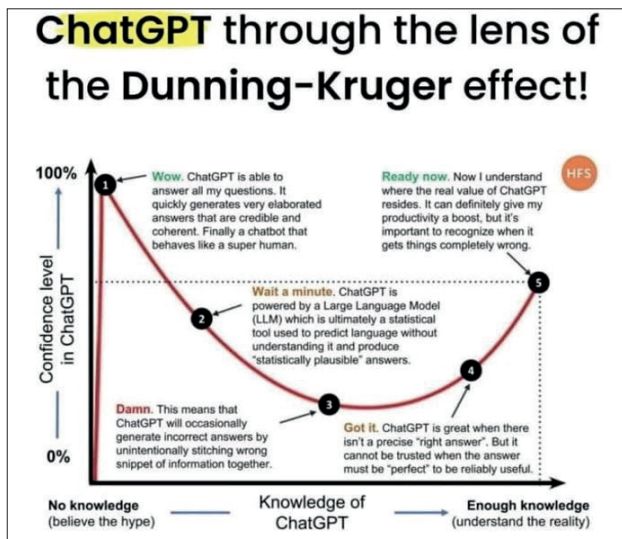 ChatGPT through the lens of
the Dunning-Kruger effect!
100%
Confidence level
in ChatGPT
0%
1
Wow. ChatGPT is able to
answer all my questions. It
quickly generates very elaborated
answers that are credible and
coherent. Finally a chatbot that
behaves like a super human.
Ready now. Now I understand
where the real value of ChatGPT
resides. It can definitely give my
productivity a boost, but it's
important to recognize when it
gets things completely wrong.
HFS
5
2
Wait a minute. ChatGPT is
powered by a Large Language Model
(LLM) which is ultimately a statistical
tool used to predict language without
understanding it and produce
"statistically plausible" answers.
4
3
Damn. This means that
ChatGPT will occasionally
generate incorrect answers by
unintentionally stitching wrong
snippet of information together.
Got it. ChatGPT is great when there
isn't a precise "right answer". But it
cannot be trusted when the answer
must be "perfect" to be reliably useful.
No knowledge
(believe the hype)
Knowledge of
ChatGPT
Enough knowledge
(understand the reality)